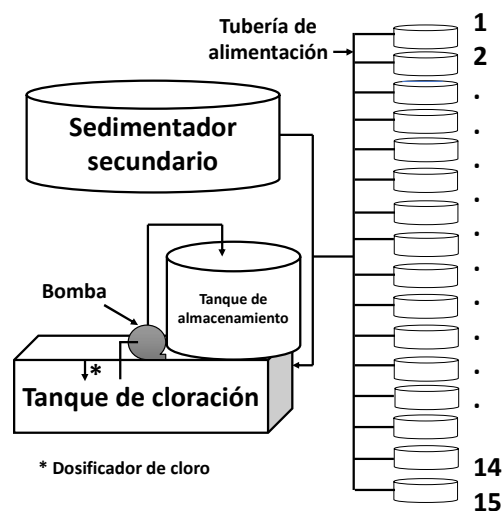 Tubería de
alimentación
1
2
.
.
.
.
.
.
.
.
.
.
.
14
15
Sedimentador
secundario
Bomba
Tanque de
almacenamiento
*
Tanque de cloración
* Dosificador de cloro